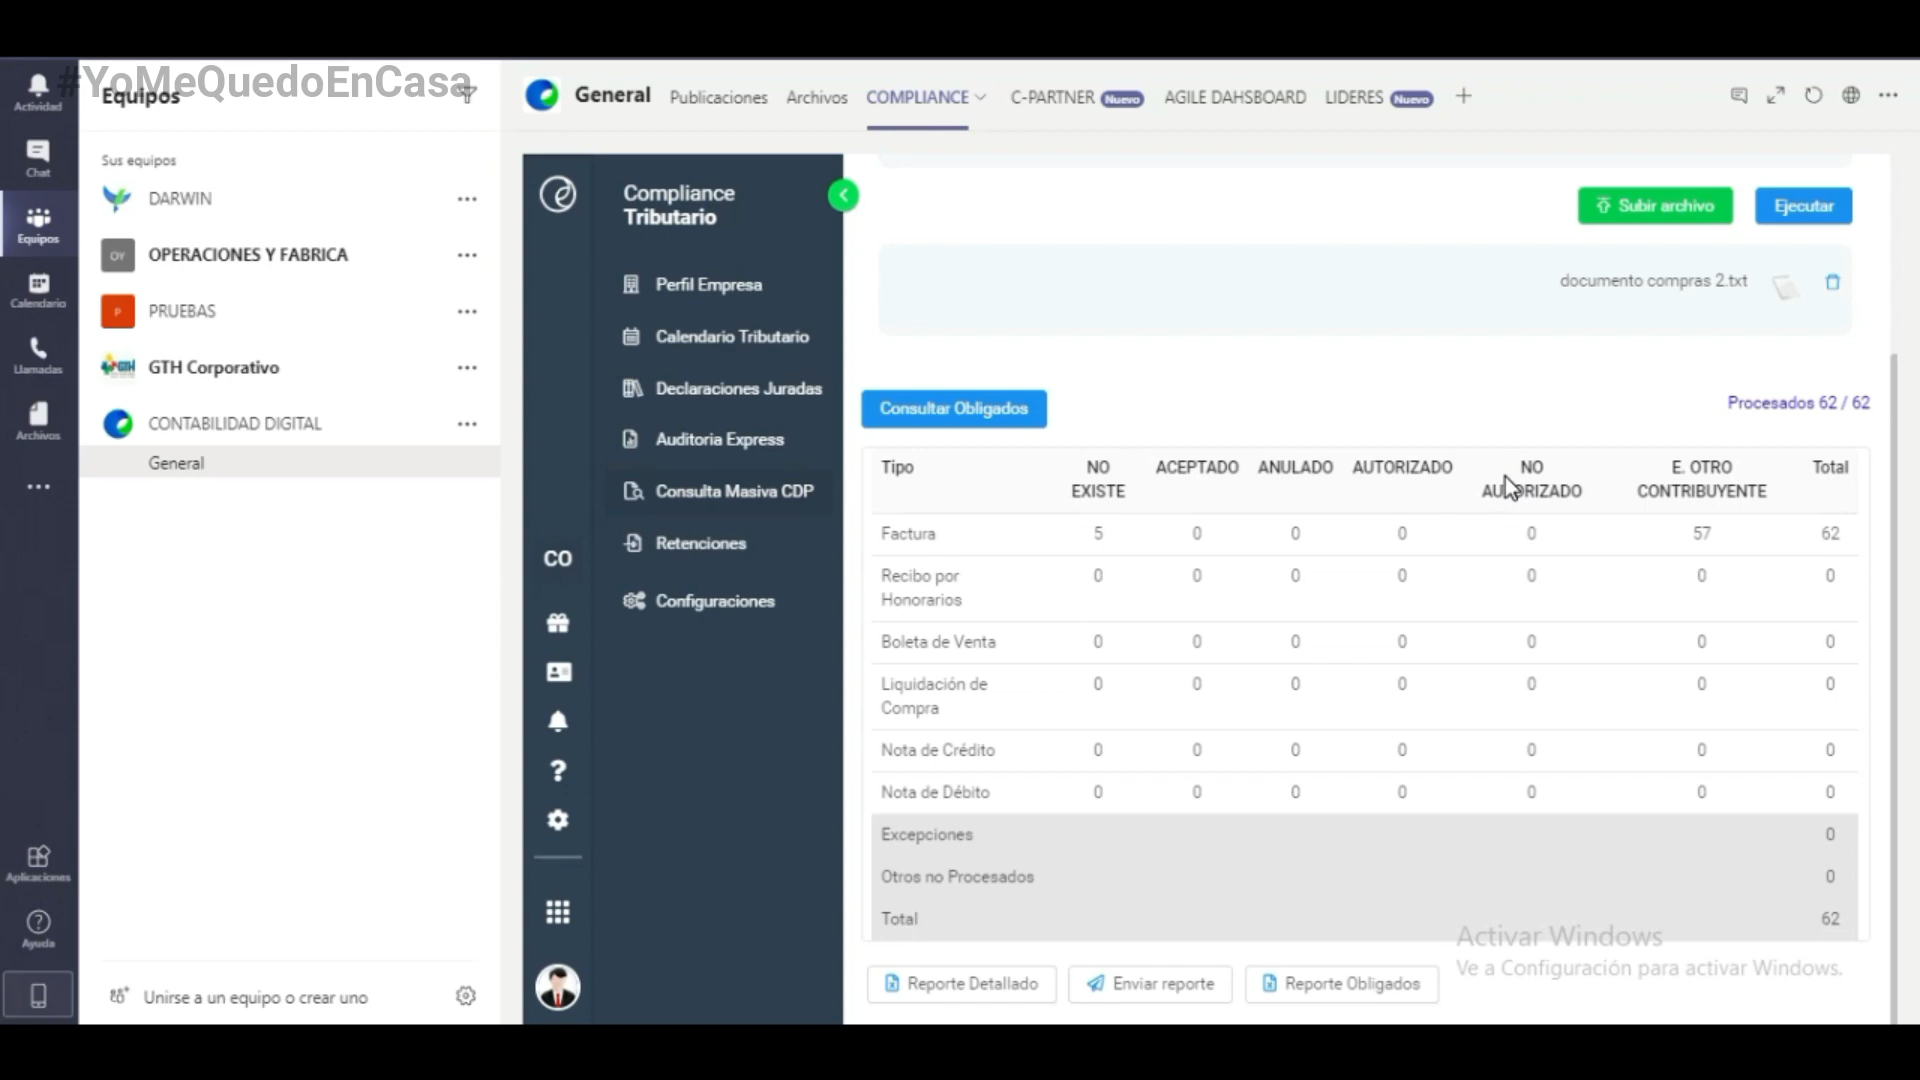 #YoMeQuedoEnCasa
Actividad
Chat
Equipos
Calendario
Llamadas
Archivos
Aplicaciones
Ayuda
Equipos
Sus equipos
DARWIN
OY
OPERACIONES Y FABRICA
P
PRUEBAS
GTH
GTH Corporativo
CONTABILIDAD DIGITAL
General
Unirse a un equipo o crear uno
General Publicaciones Archivos COMPLIANCE C-PARTNER Nuevo AGILE DAHSBOARD LIDERES Nuevo
CO
Compliance
Tributario
Perfil Empresa
Calendario Tributario
Declaraciones Juradas
Auditoria Express
Consulta Masiva CDP
Retenciones
Configuraciones
Subir archivo Ejecutar
documento compras 2.txt
Consultar Obligados
Procesados 62 / 62
Tipo NO EXISTE ACEPTADO ANULADO AUTORIZADO NO AUTORIZADO E. OTRO CONTRIBUYENTE Total
Factura 5 0 0 0 0 57 62
Recibo por Honorarios 0 0 0 0 0 0 0
Boleta de Venta 0 0 0 0 0 0 0
Liquidación de Compra 0 0 0 0 0 0 0
Nota de Crédito 0 0 0 0 0 0 0
Nota de Débito 0 0 0 0 0 0 0
Excepciones 0
Otros no Procesados 0
Total 62
Activar Windows
Ve a Configuración para activar Windows.
Reporte Detallado Enviar reporte Reporte Obligados